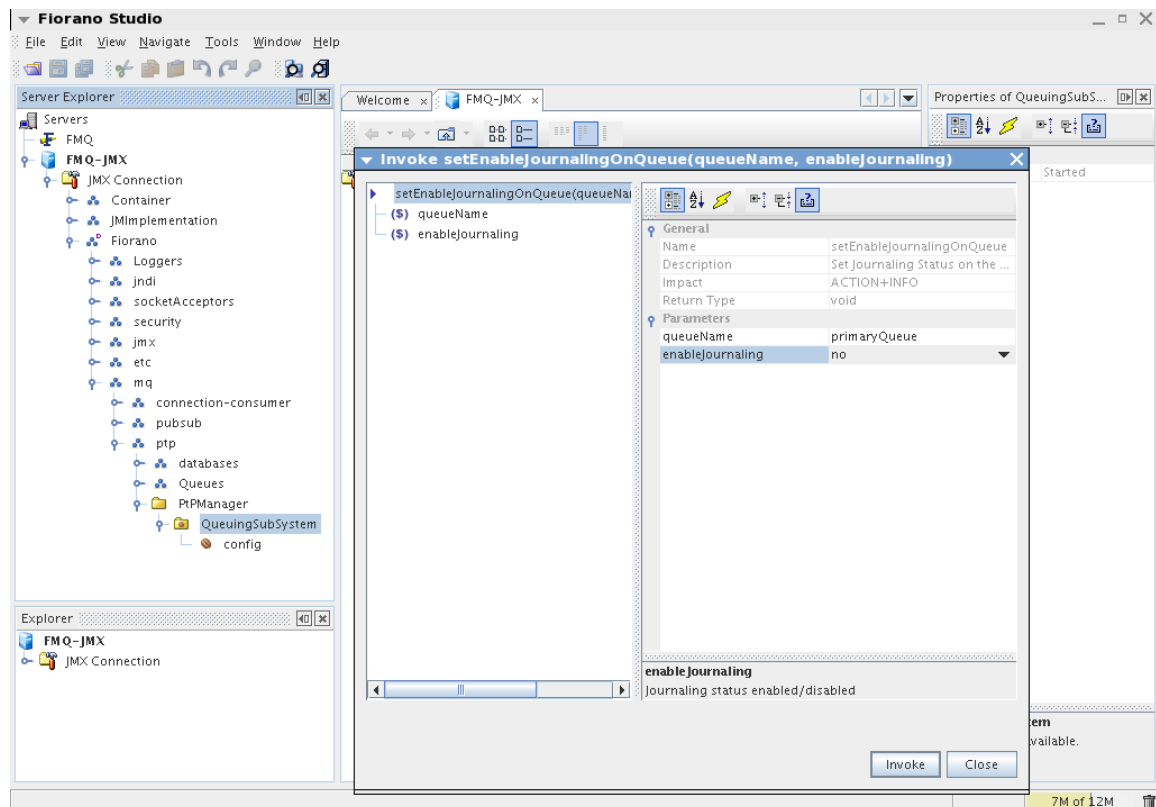 Fiorano Studio
File Edit View Navigate Tools Window Help
Server Explorer
Servers
FMQ
FMQ-JMX
JMX Connection
Container
JMImplementation
Fiorano
Loggers
jndi
socketAcceptors
security
jmx
etc
mq
connection-consumer
pubsub
ptp
databases
Queues
PtPManager
QueuingSubSystem
config
Explorer
FMQ-JMX
JMX Connection
Welcome x FMQ-JMX x
Properties of QueuingSubS...
Started
Invoke setEnableJournalingOnQueue(queueName, enableJournaling)
setEnableJournalingOnQueue(queueNa
($) queueName
($) enableJournaling
General
Name setEnableJournalingOnQueue
Description Set Journaling Status on the ...
Impact ACTION+INFO
Return Type void
Parameters
queueName primaryQueue
enableJournaling no
enableJournaling
Journaling status enabled/disabled
Invoke Close
em
vailable.
7M of 12M